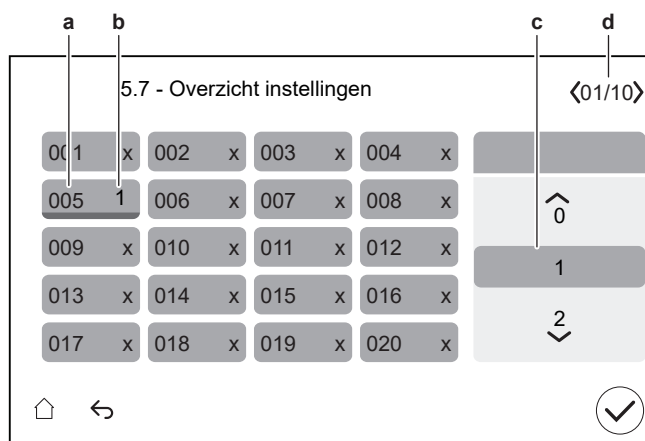 a b c d
5.7 - Overzicht instellingen 01/10
001 x 002 x 003 x 004 x
005 1 006 x 007 x 008 x 0
009 x 010 x 011 x 012 x 1
013 x 014 x 015 x 016 x 2
017 x 018 x 019 x 020 x